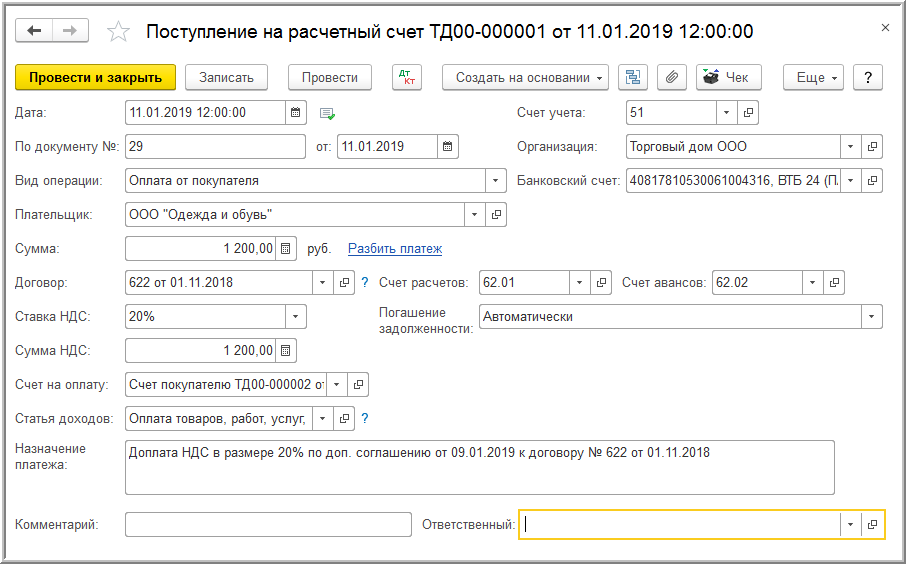 Поступление на расчетный счет ТД00-000001 от 11.01.2019 12:00:00
Провести и закрыть Записать Провести Дт Кт Создать на основании Чек Еще ?
Дата: 11.01.2019 12:00:00 Счет учета: 51
По документу №: 29 от: 11.01.2019 Организация: Торговый дом ООО
Вид операции: Оплата от покупателя Банковский счет: 40817810530061004316, ВТБ 24 (П
Плательщик: ООО "Одежда и обувь"
Сумма: 1 200,00 руб. Разбить платеж
Договор: 622 от 01.11.2018 ? Счет расчетов: 62.01 Счет авансов: 62.02
Ставка НДС: 20% Погашение задолженности: Автоматически
Сумма НДС: 1 200,00
Счет на оплату: Счет покупателю ТД00-000002 от
Статья доходов: Оплата товаров, работ, услуг, ?
Назначение платежа: Доплата НДС в размере 20% по доп. соглашению от 09.01.2019 к договору № 622 от 01.11.2018
Комментарий: Ответственный: